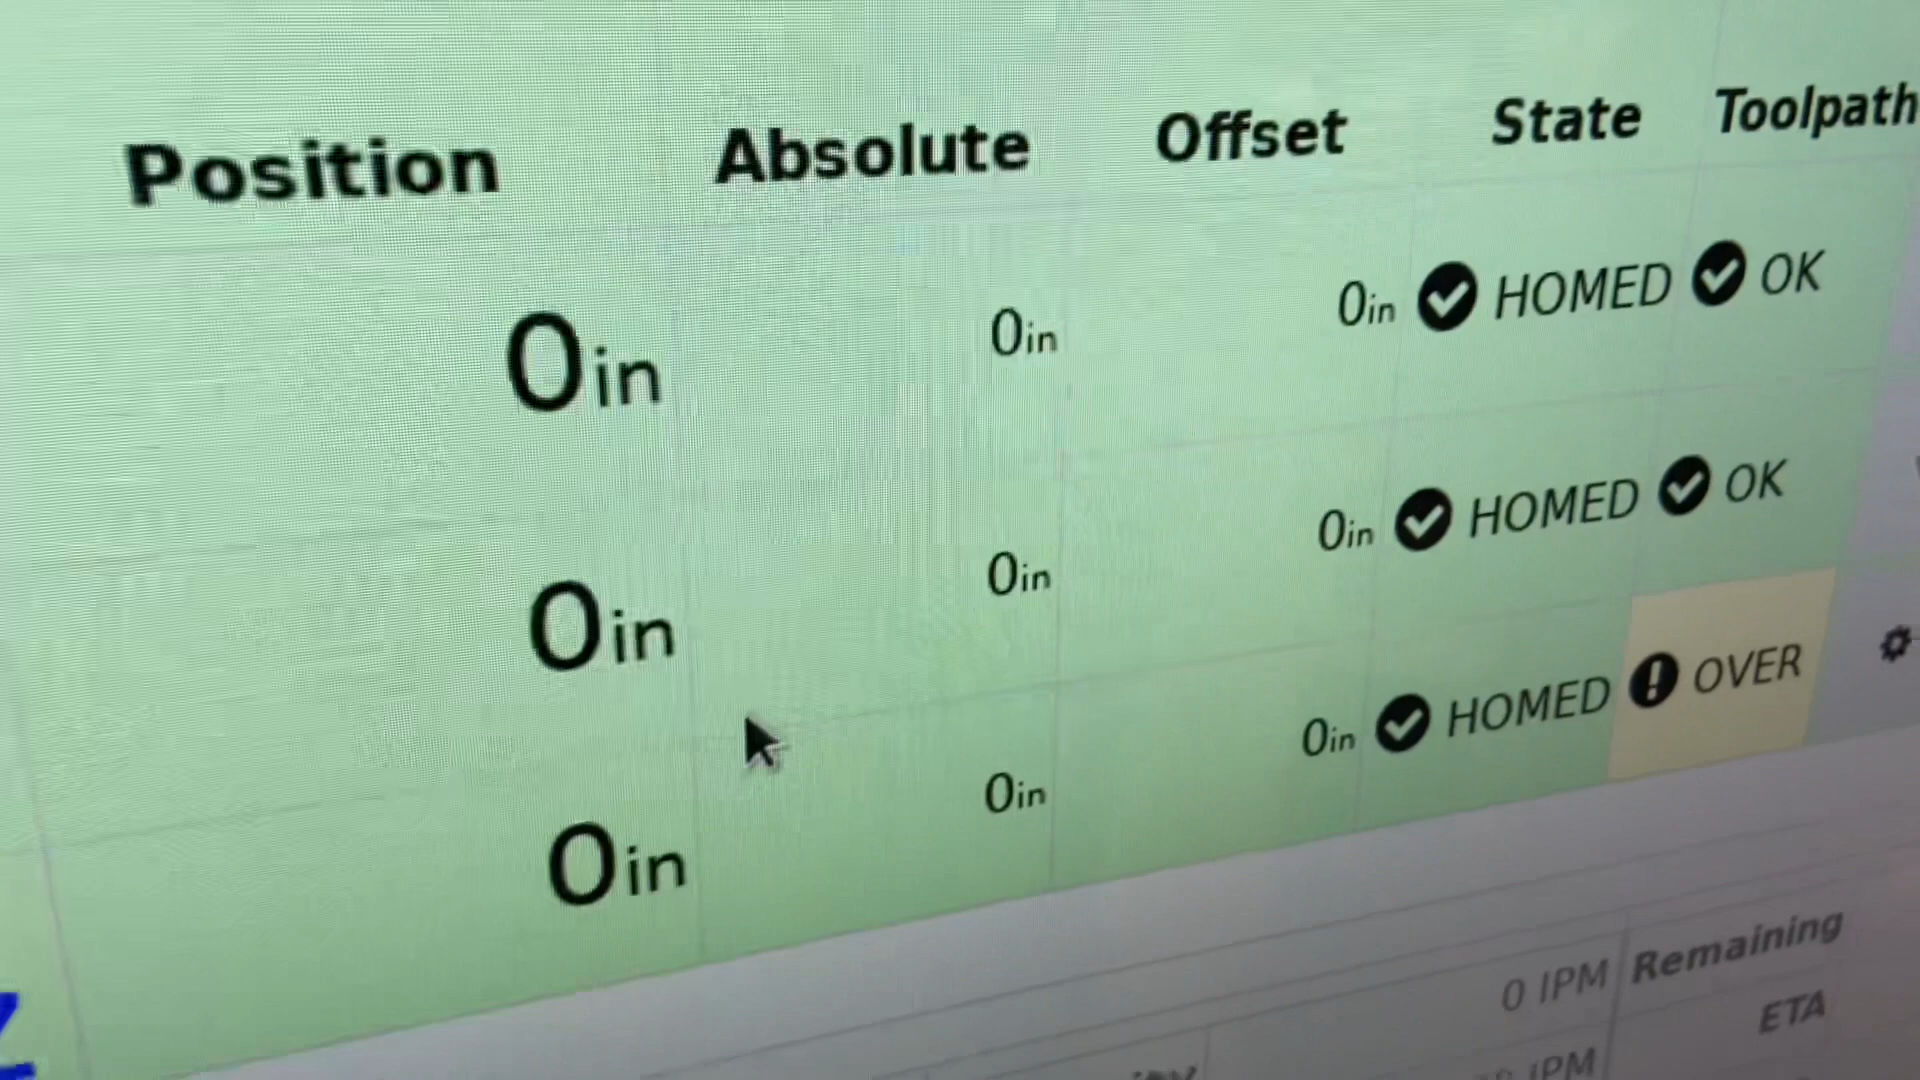 Position Absolute Offset State Toolpath
0in 0in 0in HOMED OK
0in 0in 0in HOMED OK
0in 0in 0in HOMED OVER
Z
0 IPM Remaining
ETA
IPM